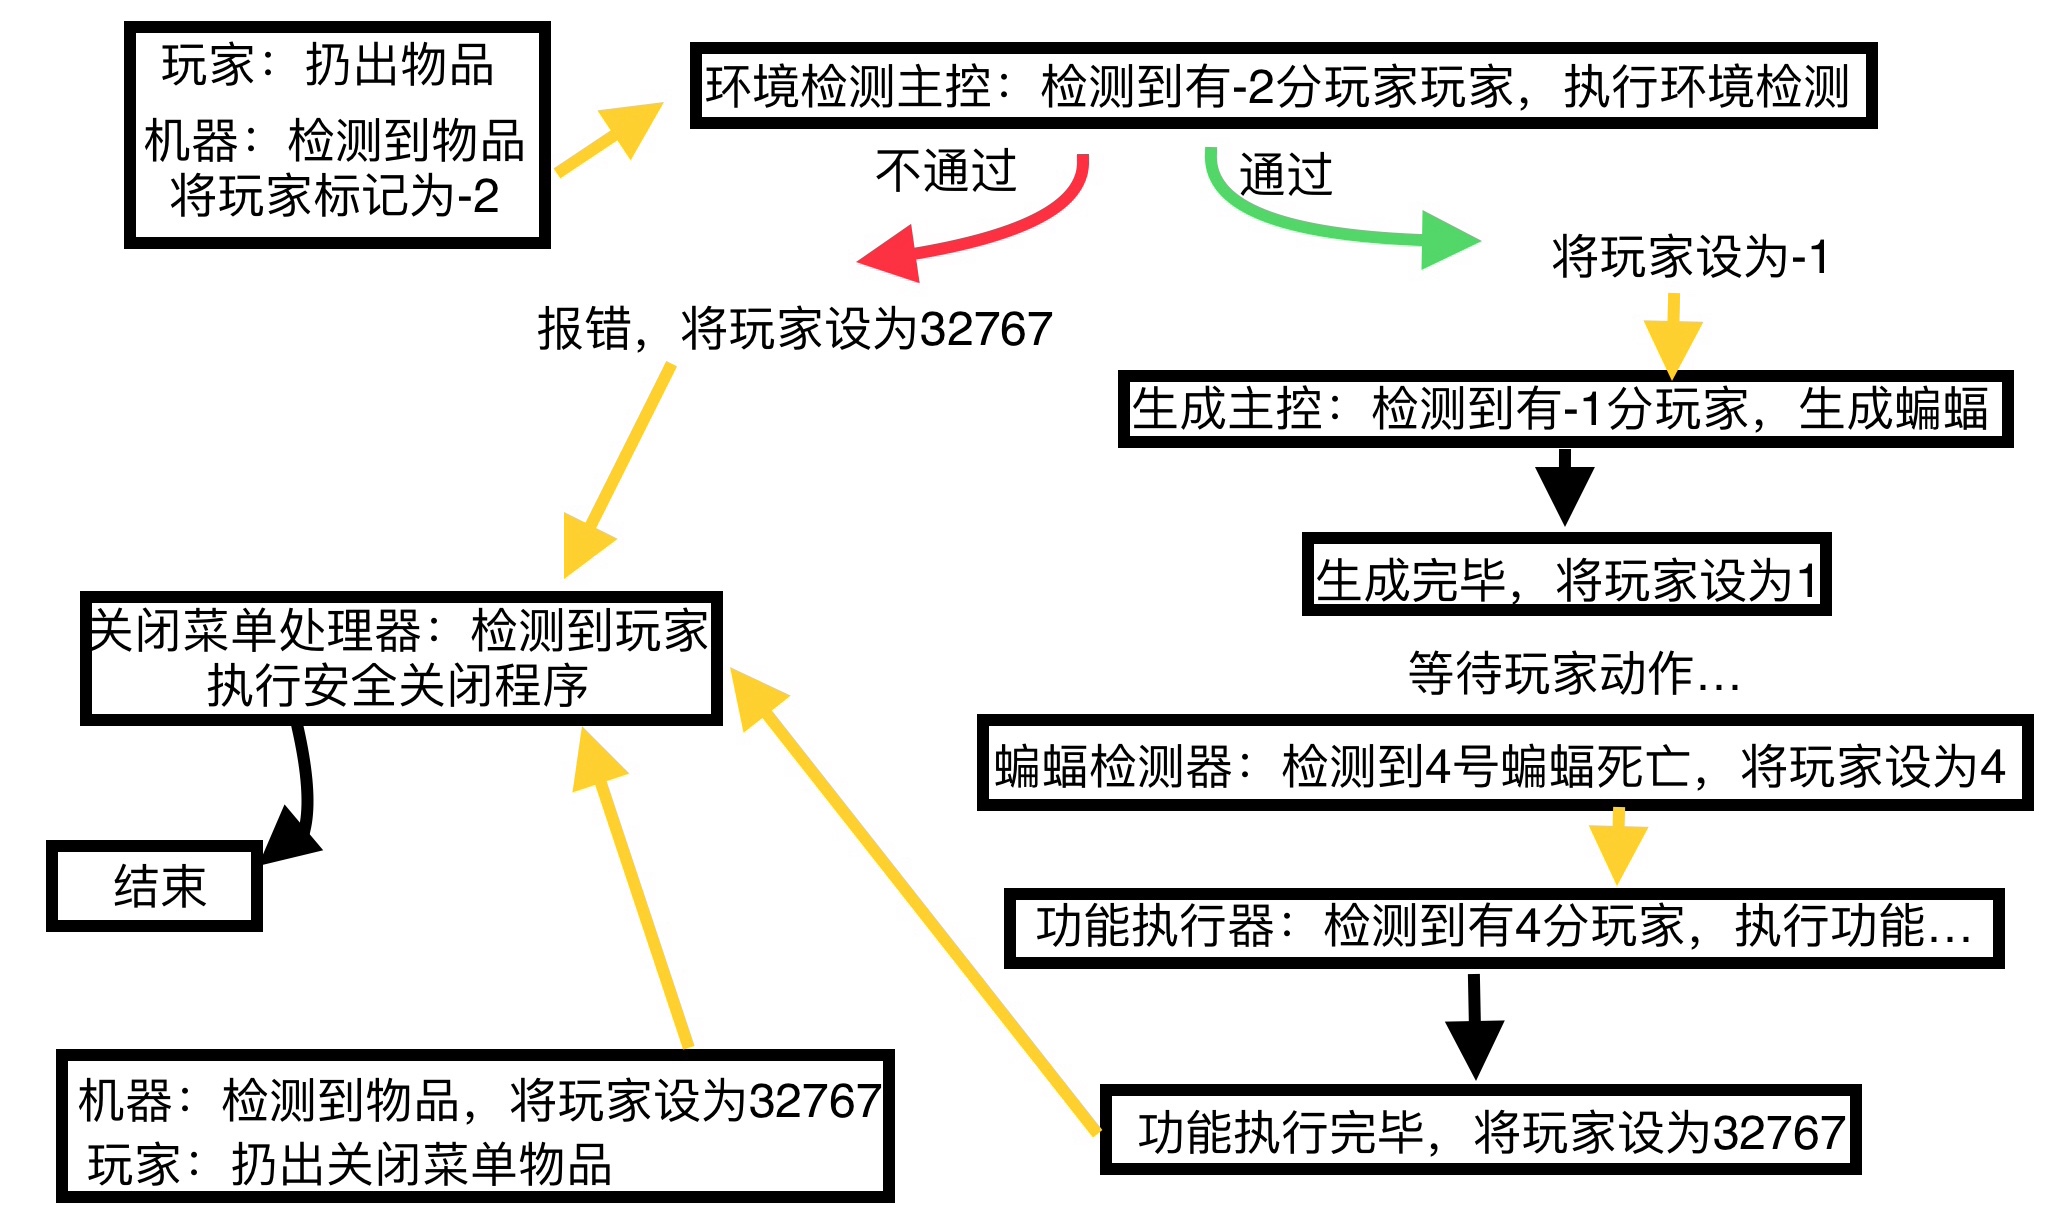 玩家：扔出物品
机器：检测到物品
将玩家标记为-2
环境检测主控：检测到有-2分玩家玩家，执行环境检测
不通过
通过
将玩家设为-1
报错，将玩家设为32767
生成主控：检测到有-1分玩家，生成蝙蝠
生成完毕，将玩家设为1
等待玩家动作...
关闭菜单处理器：检测到玩家
执行安全关闭程序
蝙蝠检测器：检测到4号蝙蝠死亡，将玩家设为4
结束
功能执行器：检测到有4分玩家，执行功能...
机器：检测到物品，将玩家设为32767
玩家：扔出关闭菜单物品
功能执行完毕，将玩家设为32767